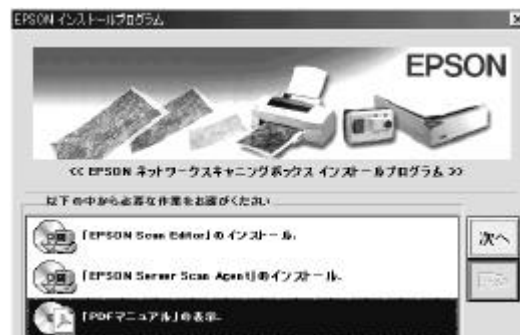 EPSON インストールプログラム
EPSON
<< EPSON ネットワークスキャニングボックス インストールプログラム >>
以下の中から必要な作業をお選びください
「EPSON Scan Editor」のインストール.
「EPSON Server Scan Agent」のインストール.
「PDFマニュアル」の表示.
次へ